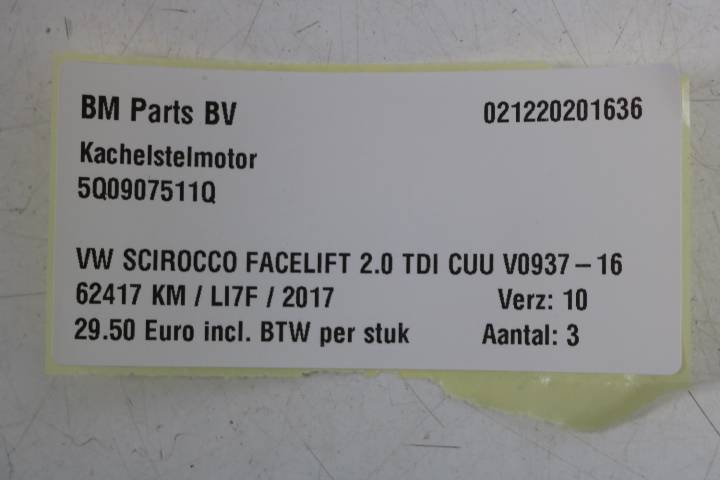 BM Parts BV 021220201636
Kachelstelmotor
5Q0907511Q
VW SCIROCCO FACELIFT 2.0 TDI CUU V0937-16
62417 KM / LI7F / 2017 Verz: 10
29.50 Euro incl. BTW per stuk Aantal: 3